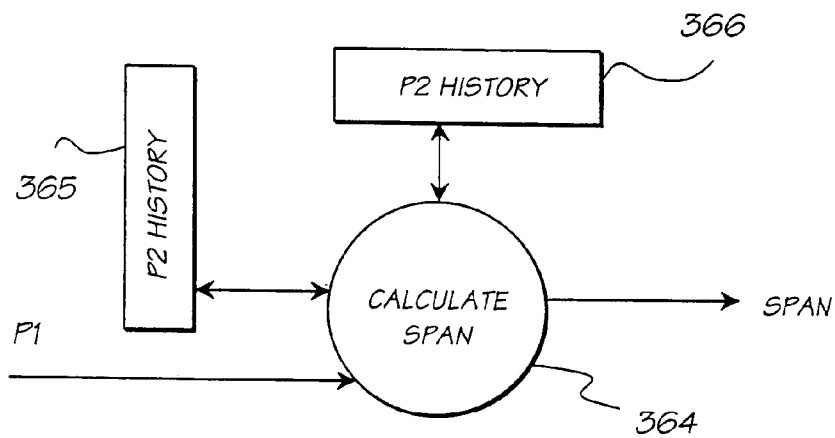 366
P2 HISTORY
365
P2 HISTORY
CALCULATE
SPAN
SPAN
P1
364